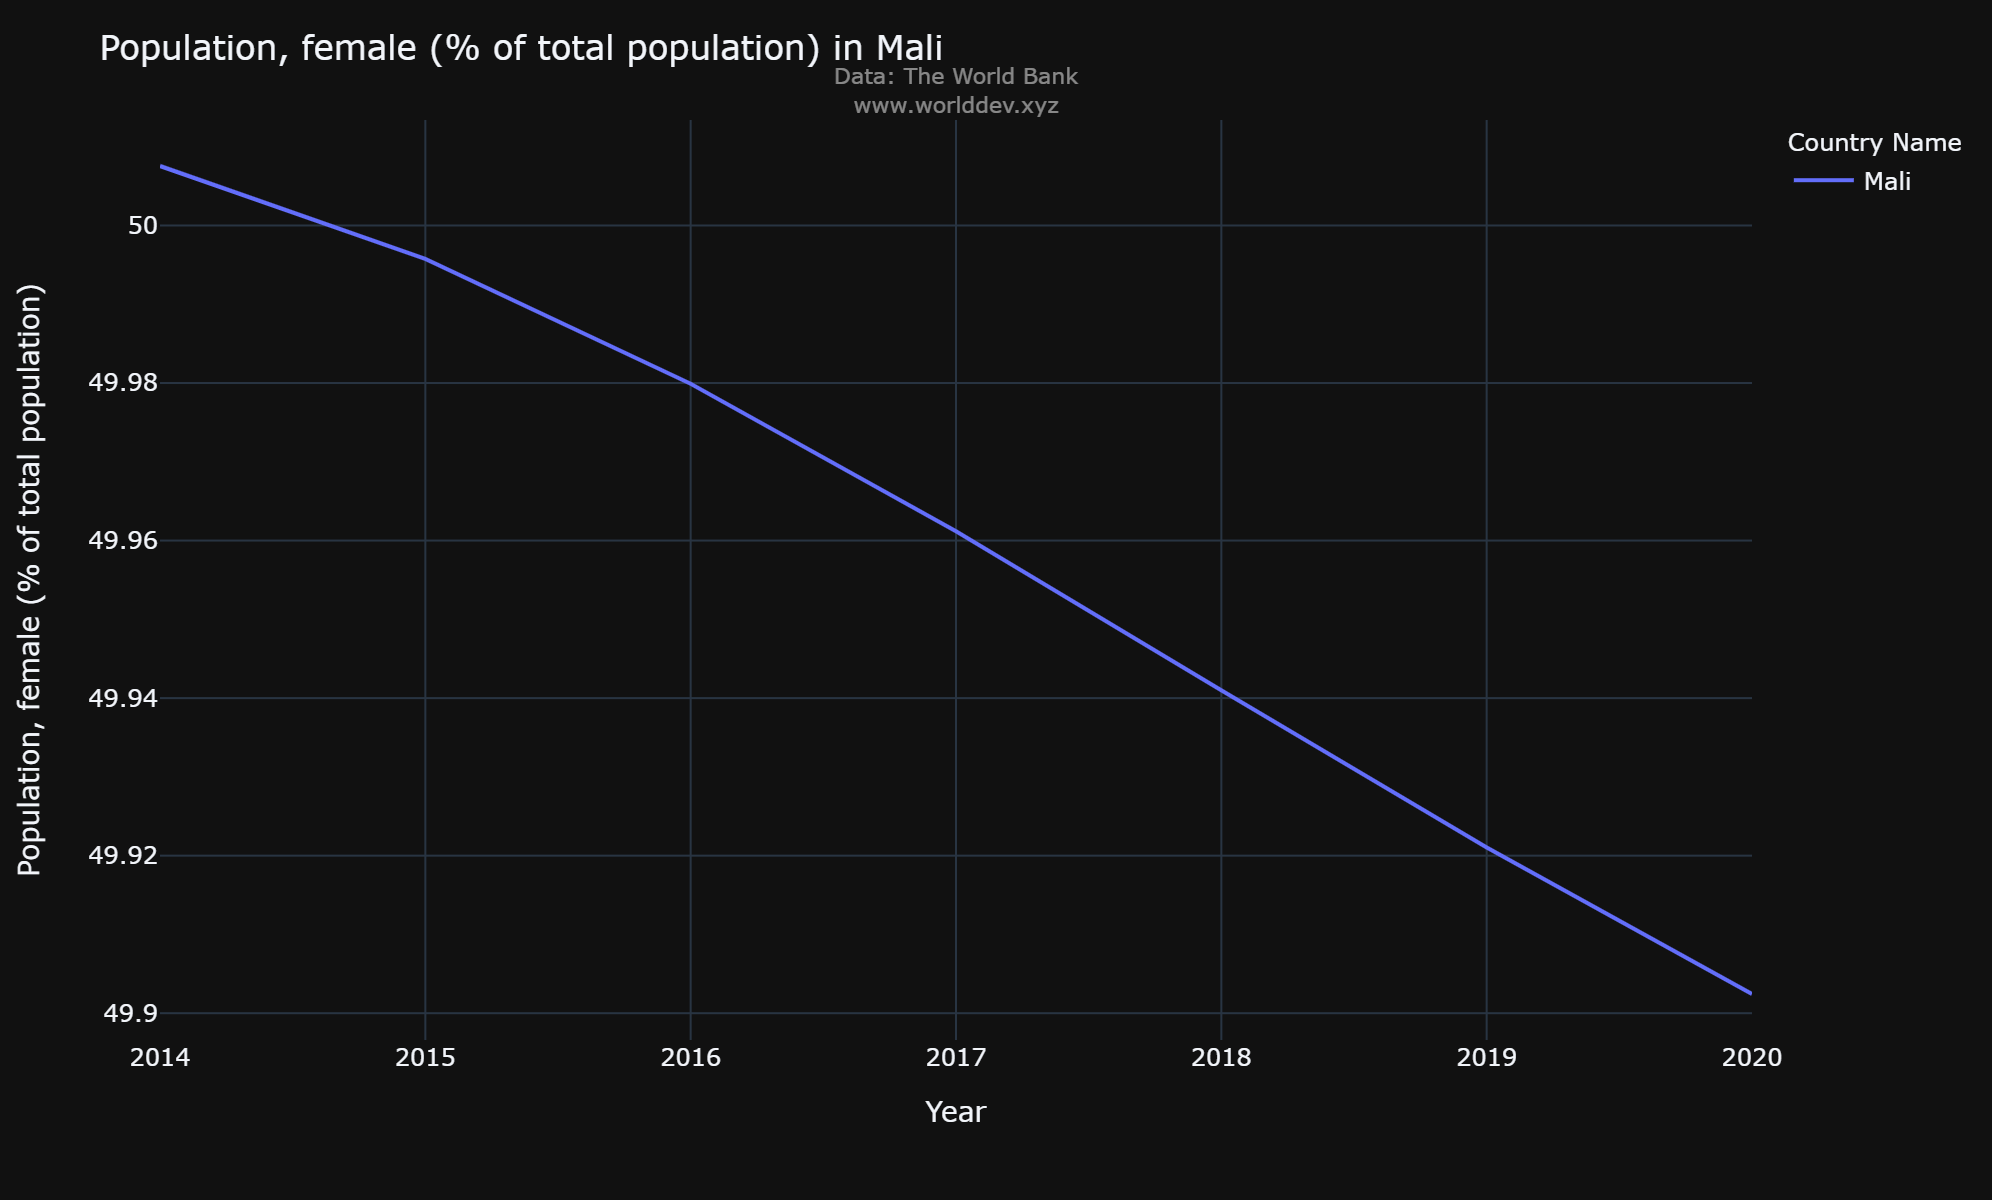 Population, female (% of total population) in Mali
Data: The World Bank
www.worlddev.xyz
Country Name
Mali
Population, female (% of total population)
50
49.98
49.96
49.94
49.92
49.9
2014 2015 2016 2017 2018 2019 2020
Year